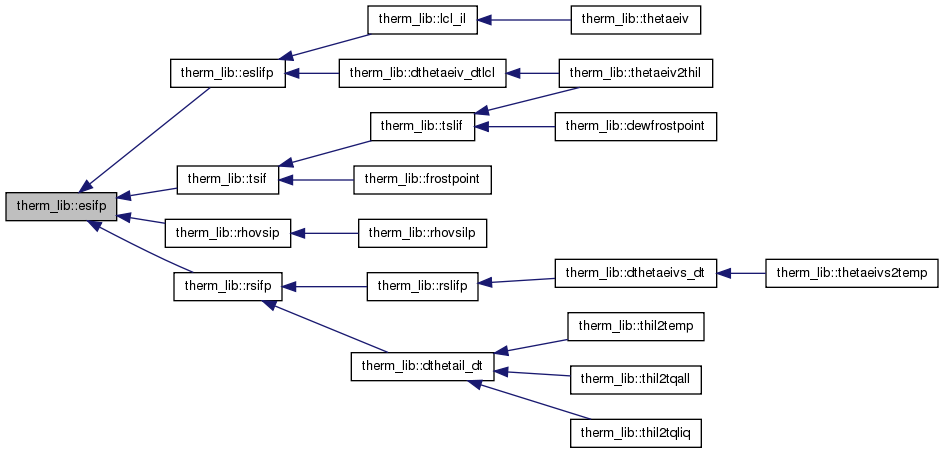 therm_lib::lcl_il
therm_lib::thetaeiv
therm_lib::eslifp
therm_lib::dthetaeiv_dtlcl
therm_lib::thetaeiv2thil
therm_lib::tslif
therm_lib::dewfrostpoint
therm_lib::tsif
therm_lib::frostpoint
therm_lib::esifp
therm_lib::rhovsip
therm_lib::rhovsilp
therm_lib::rsifp
therm_lib::rslifp
therm_lib::dthetaeivs_dt
therm_lib::thetaeivs2temp
therm_lib::thil2temp
therm_lib::dthetail_dt
therm_lib::thil2tqall
therm_lib::thil2tqliq